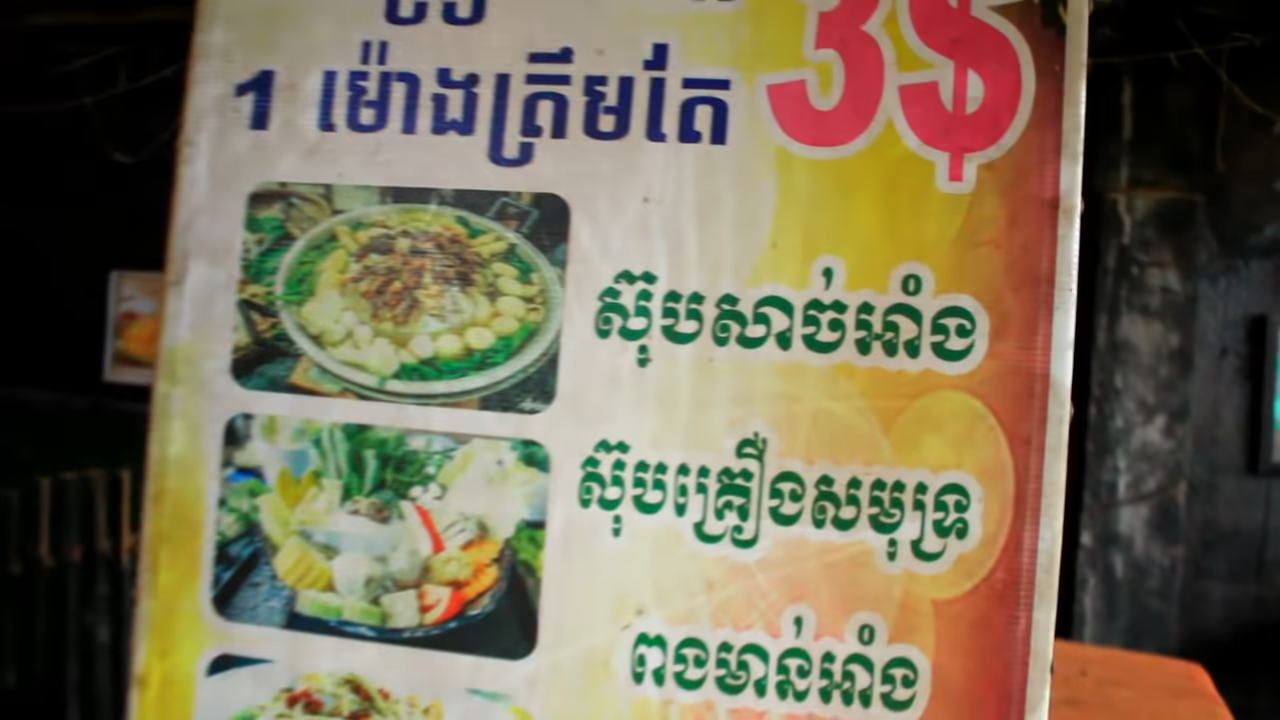 1 ម៉ោងត្រឹមតែ 3$
ស៊ុបសាច់អាំង
ស៊ុបគ្រឿងសមុទ្រ
ពងមាន់អាំង